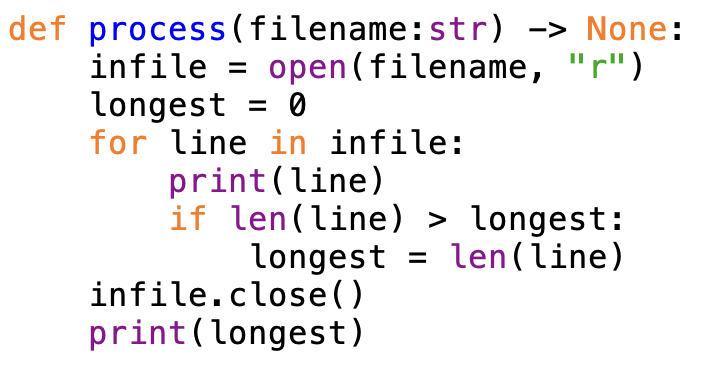 def process(filename:str) -> None:
    infile = open(filename, "r")
    longest = 0
    for line in infile:
        print(line)
        if len(line) > longest:
            longest = len(line)
    infile.close()
    print(longest)